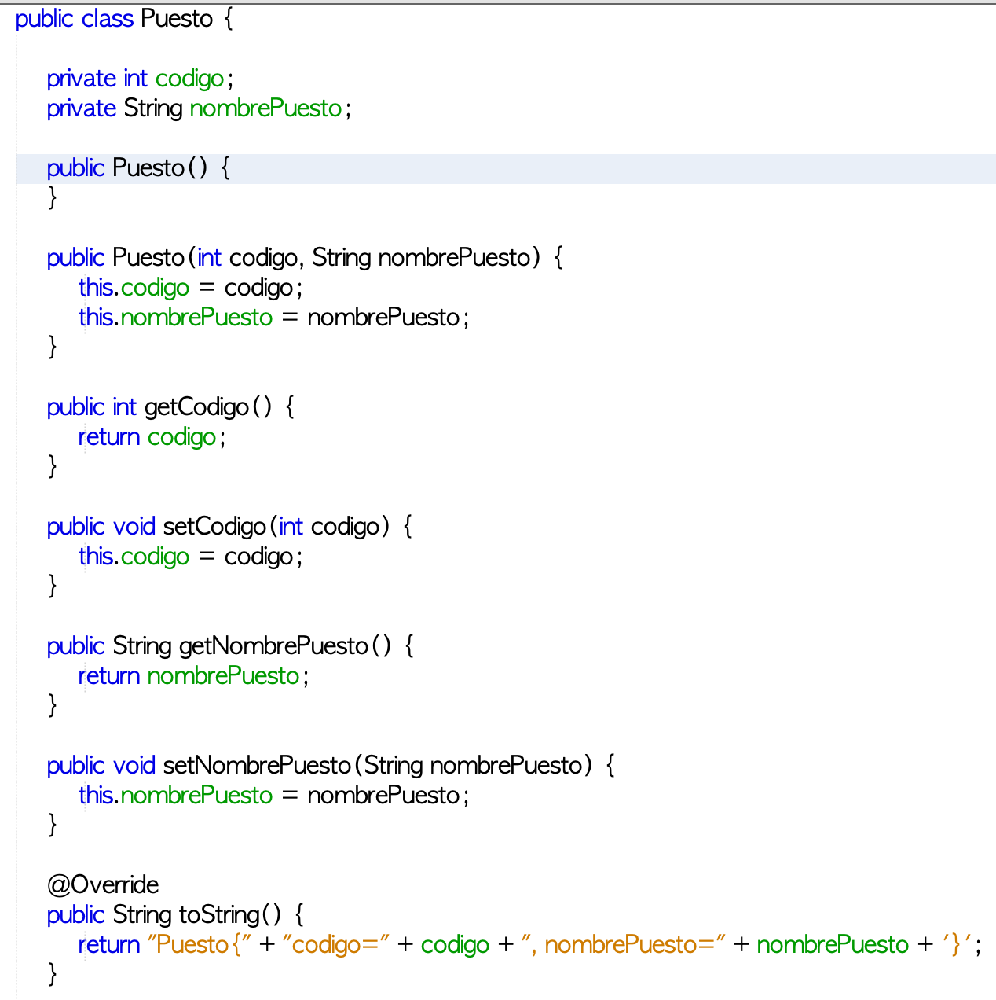 public class Puesto {
private int codigo;
private String nombrePuesto;
public Puesto() {
}
public Puesto(int codigo, String nombrePuesto) {
this.codigo = codigo;
this.nombrePuesto = nombrePuesto;
}
public int getCodigo() {
return codigo;
}
public void setCodigo(int codigo) {
this.codigo = codigo;
}
public String getNombrePuesto() {
return nombrePuesto;
}
public void setNombrePuesto(String nombrePuesto) {
this.nombrePuesto = nombrePuesto;
}
@Override
public String toString() {
return "Puesto{" + "codigo=" + codigo + ", nombrePuesto=" + nombrePuesto + '}';
}